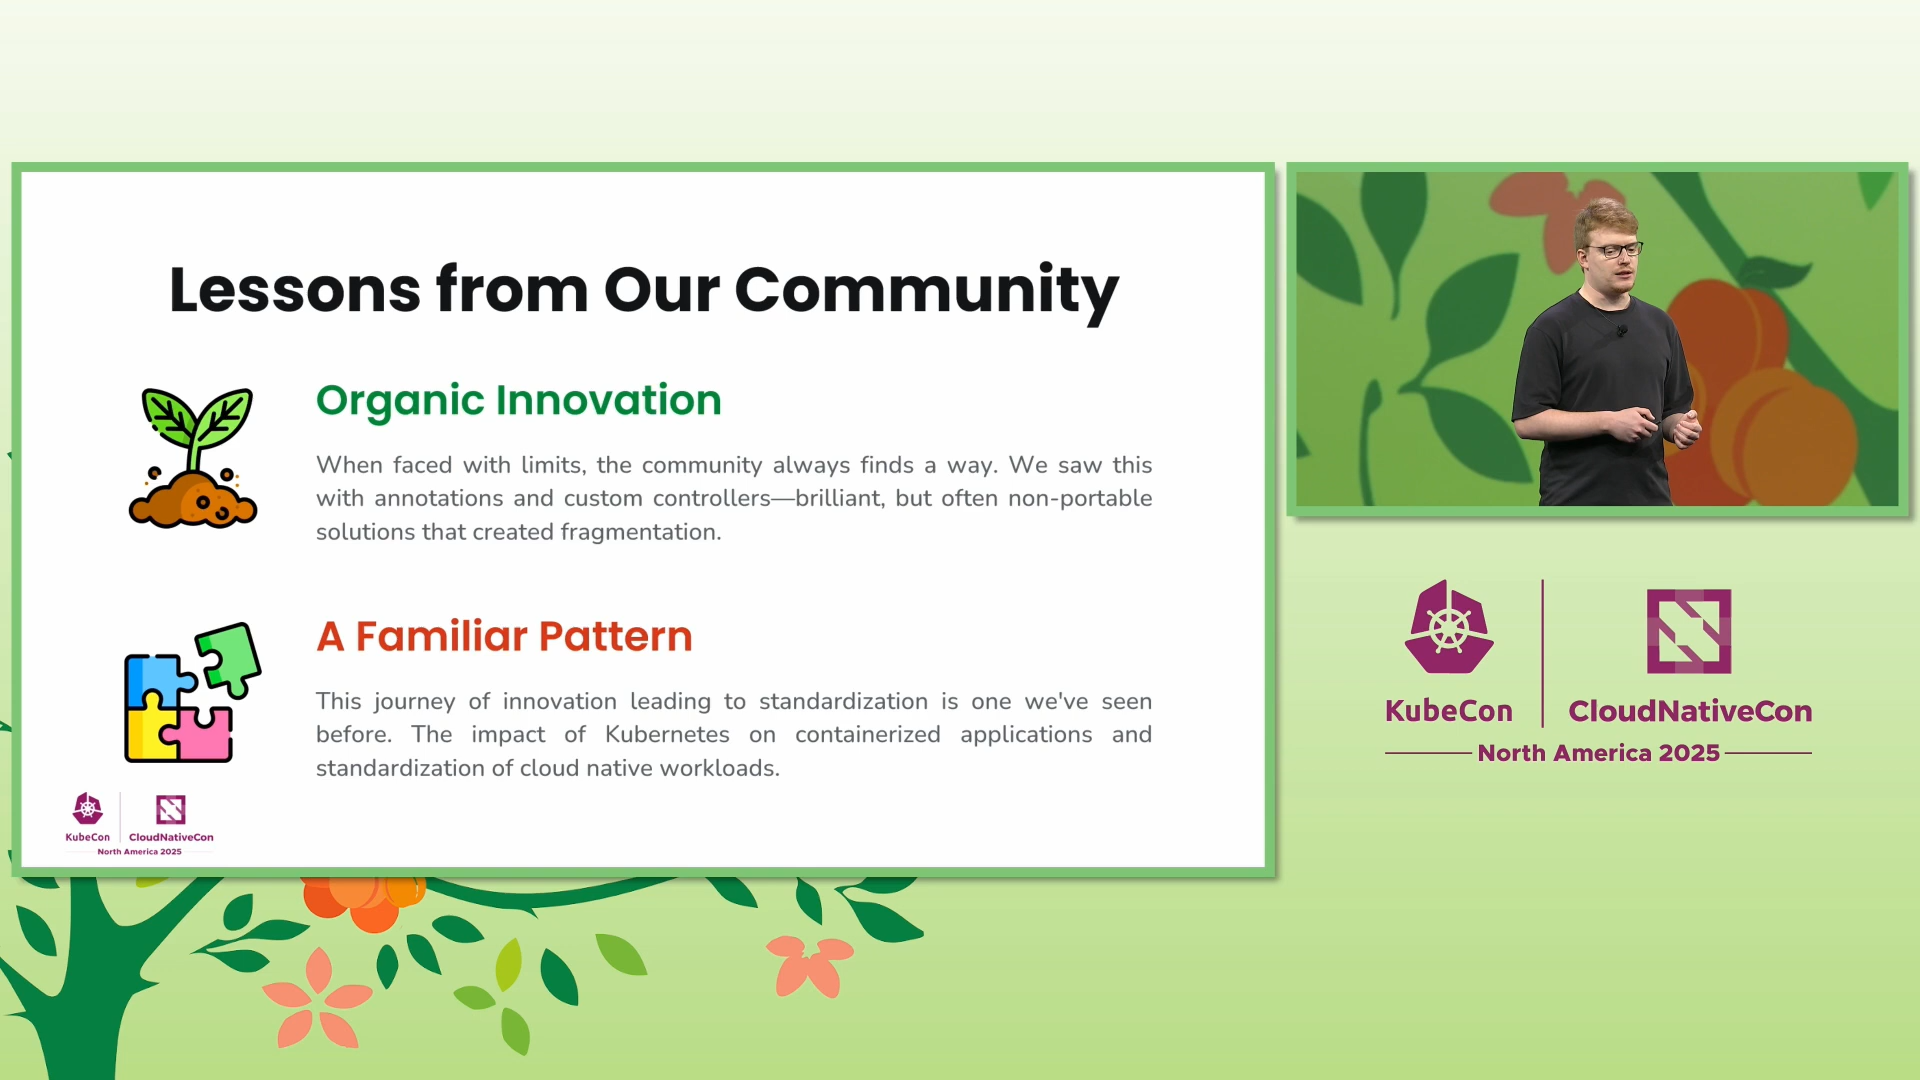 Lessons from Our Community
Organic Innovation
When faced with limits, the community always finds a way. We saw this
with annotations and custom controllers—brilliant, but often non-portable
solutions that created fragmentation.
A Familiar Pattern
This journey of innovation leading to standardization is one we've seen
before. The impact of Kubernetes on containerized applications and
standardization of cloud native workloads.
KubeCon CloudNativeCon
North America 2025
KubeCon CloudNativeCon
North America 2025